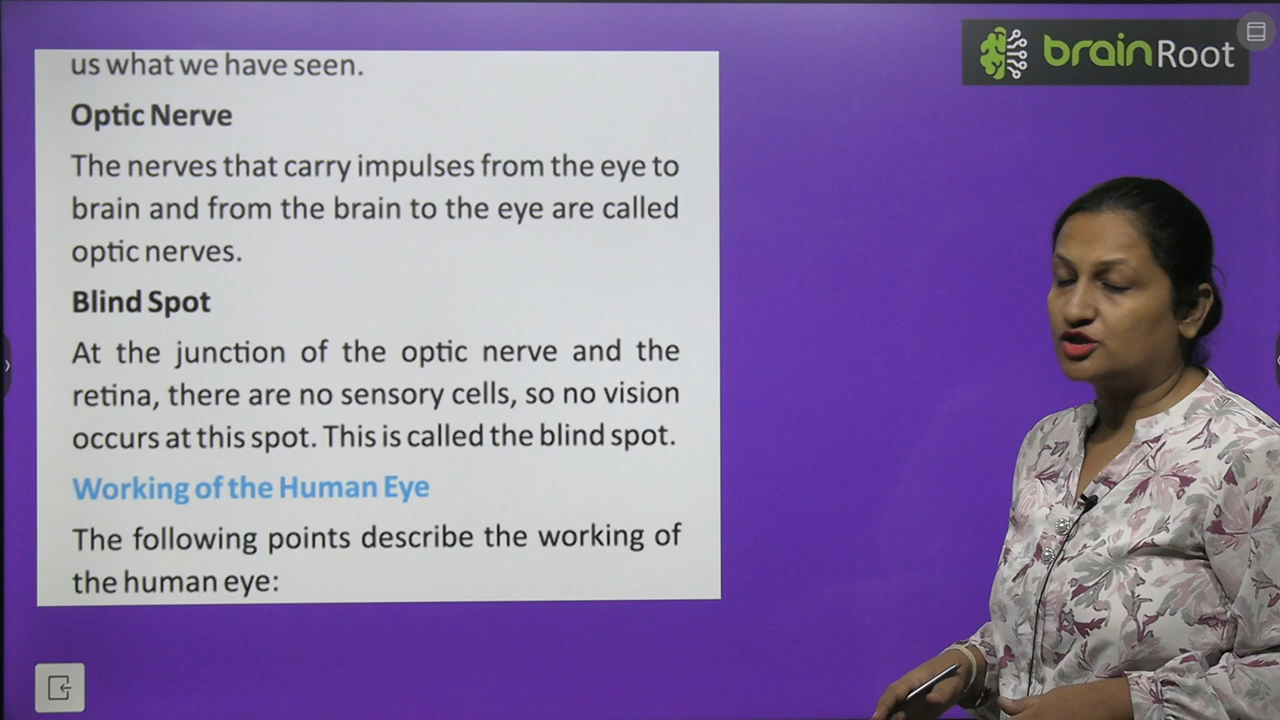 brainRoot
us what we have seen.
Optic Nerve
The nerves that carry impulses from the eye to
brain and from the brain to the eye are called
optic nerves.
Blind Spot
At the junction of the optic nerve and the
retina, there are no sensory cells, so no vision
occurs at this spot. This is called the blind spot.
Working of the Human Eye
The following points describe the working of
the human eye: